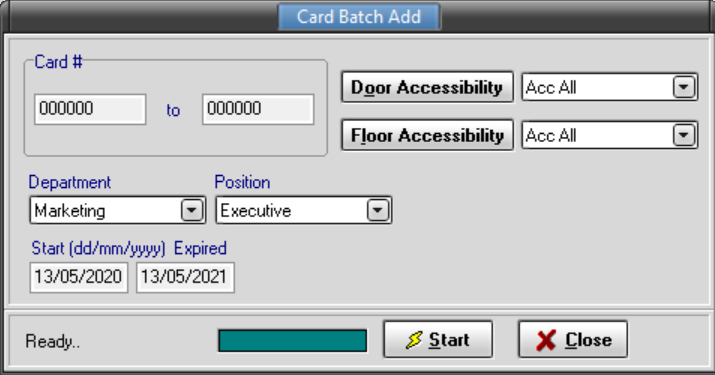 Card Batch Add
Card #
000000 to 000000
Door Accessibility Acc All
Floor Accessibility Acc All
Department Position
Marketing Executive
Start (dd/mm/yyyy) Expired
13/05/2020 13/05/2021
Ready.. Start Close